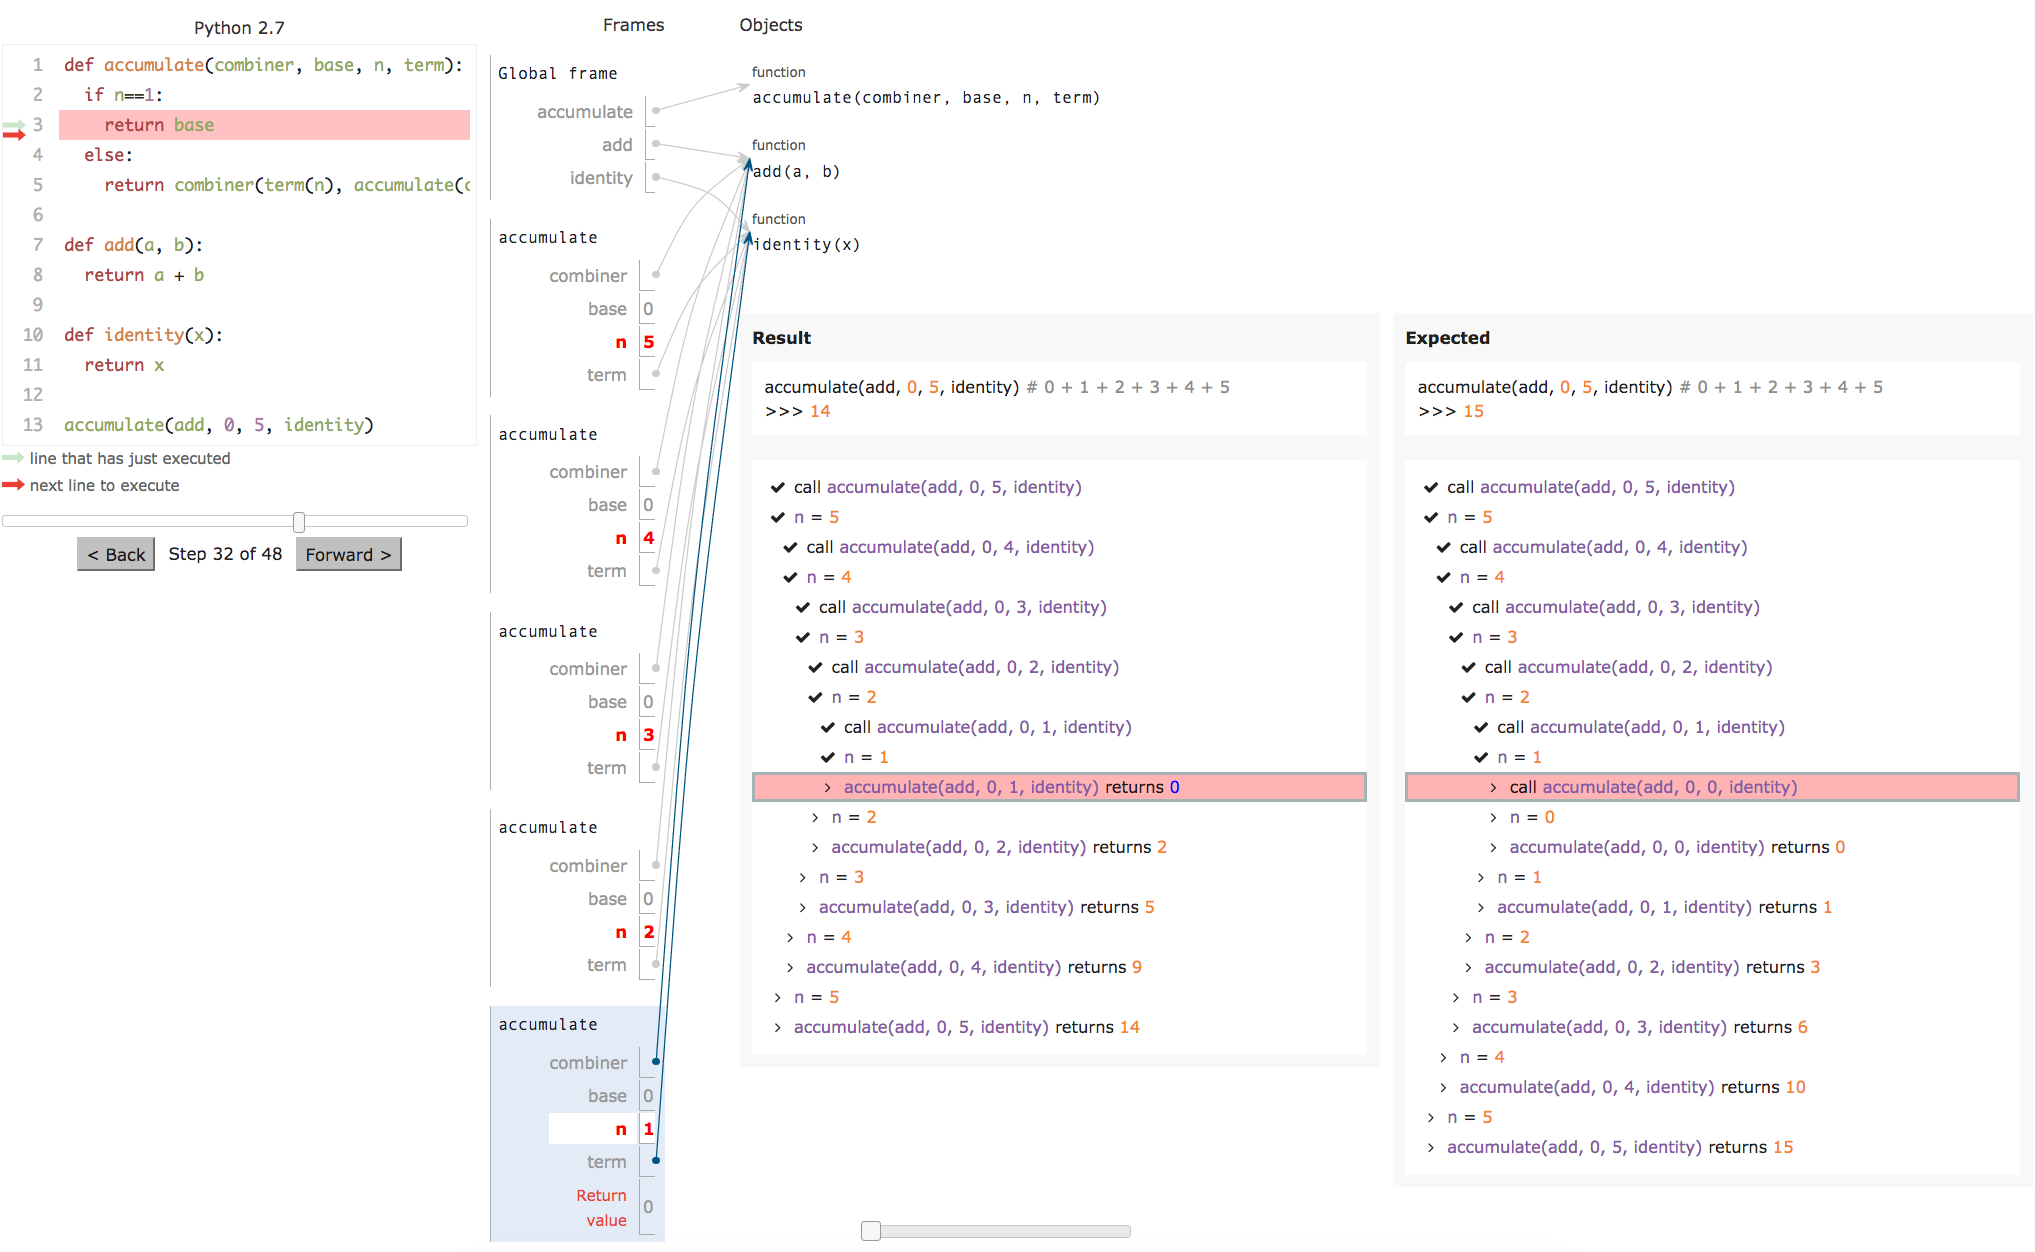 Python 2.7
1 def accumulate(combiner, base, n, term):
2 if n==1:
3 return base
4 else:
5 return combiner(term(n), accumulate(c
6
7 def add(a, b):
8 return a + b
9
10 def identity(x):
11 return x
12
13 accumulate(add, 0, 5, identity)
line that has just executed
next line to execute
< Back Step 32 of 48 Forward >
Frames Objects
Global frame
accumulate
add
identity
function
accumulate(combiner, base, n, term)
function
add(a, b)
function
identity(x)
accumulate
combiner
base 0
n 5
term
accumulate
combiner
base 0
n 4
term
accumulate
combiner
base 0
n 3
term
accumulate
combiner
base 0
n 2
term
accumulate
combiner
base 0
n 1
term
Return
value 0
Result
accumulate(add, 0, 5, identity) # 0 + 1 + 2 + 3 + 4 + 5
>>> 14
call accumulate(add, 0, 5, identity)
n = 5
call accumulate(add, 0, 4, identity)
n = 4
call accumulate(add, 0, 3, identity)
n = 3
call accumulate(add, 0, 2, identity)
n = 2
call accumulate(add, 0, 1, identity)
n = 1
accumulate(add, 0, 1, identity) returns 0
n = 2
accumulate(add, 0, 2, identity) returns 2
n = 3
accumulate(add, 0, 3, identity) returns 5
n = 4
accumulate(add, 0, 4, identity) returns 9
n = 5
accumulate(add, 0, 5, identity) returns 14
Expected
accumulate(add, 0, 5, identity) # 0 + 1 + 2 + 3 + 4 + 5
>>> 15
call accumulate(add, 0, 5, identity)
n = 5
call accumulate(add, 0, 4, identity)
n = 4
call accumulate(add, 0, 3, identity)
n = 3
call accumulate(add, 0, 2, identity)
n = 2
call accumulate(add, 0, 1, identity)
n = 1
call accumulate(add, 0, 0, identity)
n = 0
accumulate(add, 0, 0, identity) returns 0
n = 1
accumulate(add, 0, 1, identity) returns 1
n = 2
accumulate(add, 0, 2, identity) returns 3
n = 3
accumulate(add, 0, 3, identity) returns 6
n = 4
accumulate(add, 0, 4, identity) returns 10
n = 5
accumulate(add, 0, 5, identity) returns 15